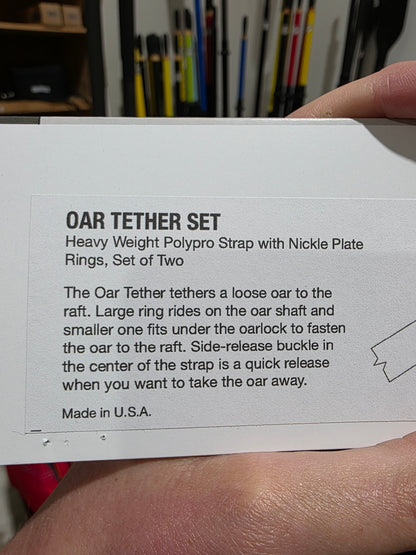 OAR TETHER SET
Heavy Weight Polypro Strap with Nickle Plate
Rings, Set of Two
The Oar Tether tethers a loose oar to the
raft. Large ring rides on the oar shaft and
smaller one fits under the oarlock to fasten
the oar to the raft. Side-release buckle in
the center of the strap is a quick release
when you want to take the oar away.
Made in U.S.A.